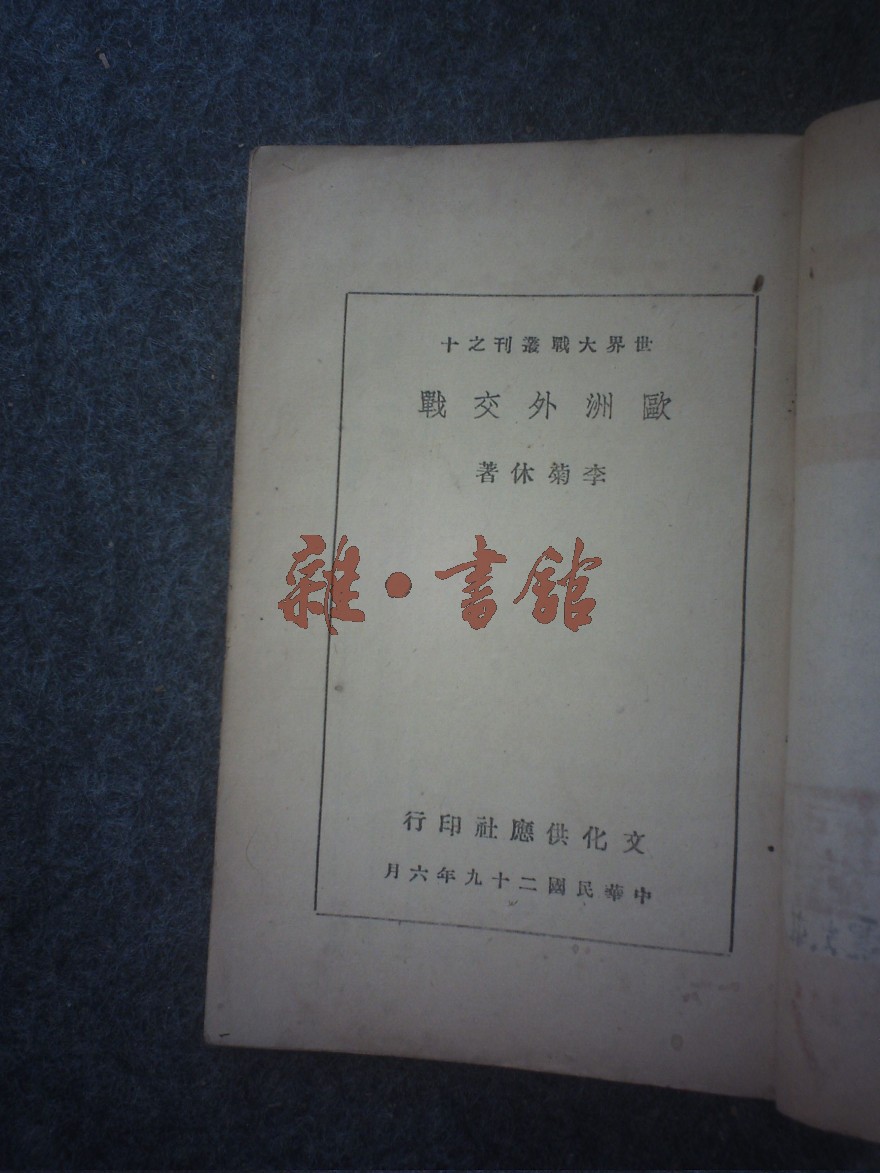 世界大戰叢刊之十
歐洲外交戰
李菊休著
雜·書館
文化供應社印行
中華民國二十九年六月